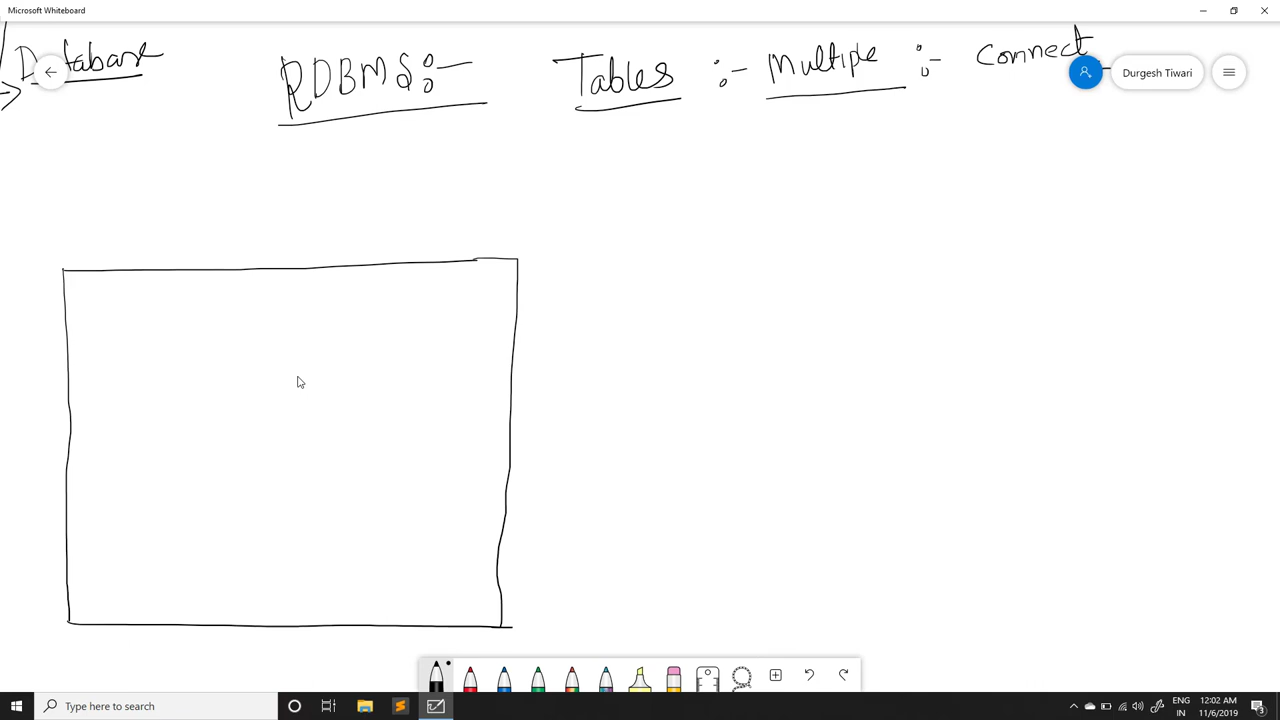 Microsoft Whiteboard
Database RDBMS :- Tables :- Multiple :- Connect
Durgesh Tiwari
Type here to search
ENG
IN
12:02 AM
11/6/2019
3